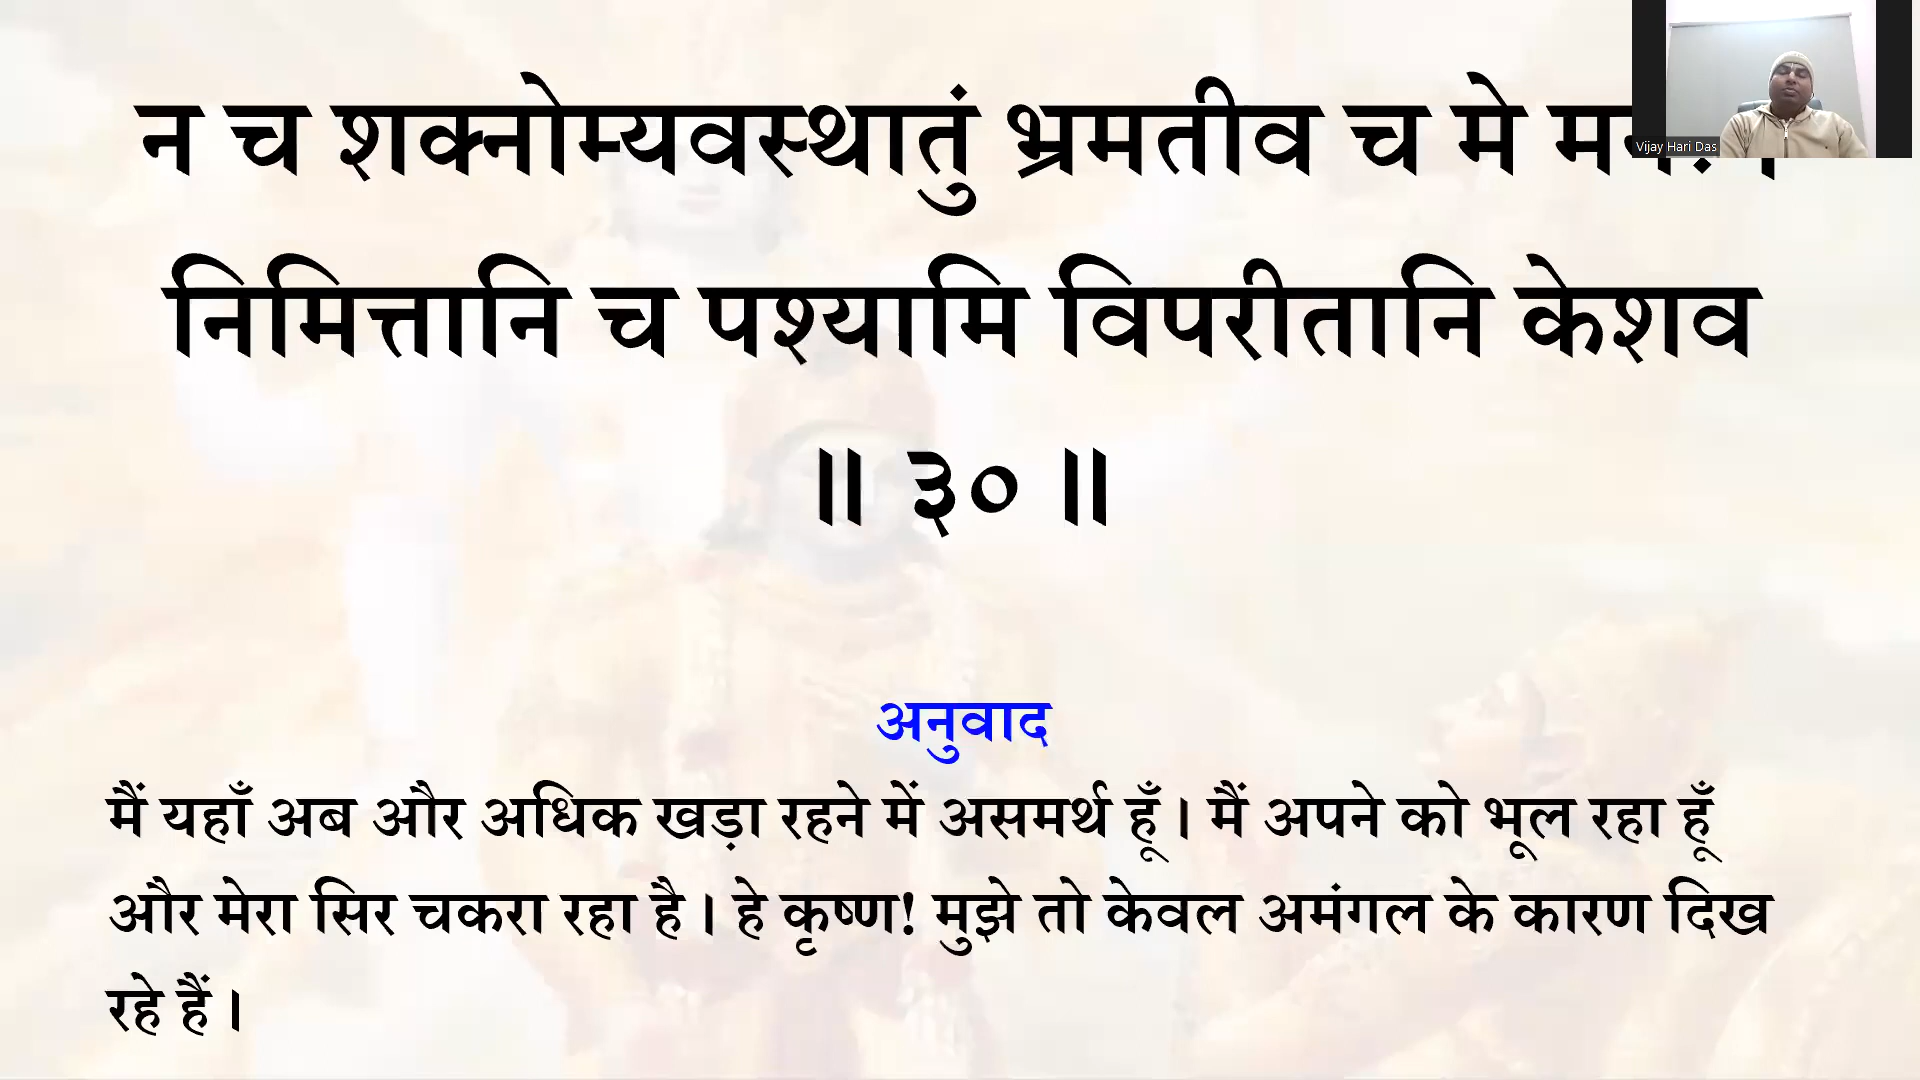 न च शक्नोम्यवस्थातुं भ्रमतीव च मे
निमित्तानि च पश्यामि विपरीतानि केशव
॥ ३० ॥
अनुवाद
मैं यहाँ अब और अधिक खड़ा रहने में असमर्थ हूँ। मैं अपने को भूल रहा हूँ
और मेरा सिर चकरा रहा है। हे कृष्ण! मुझे तो केवल अमंगल के कारण दिख
रहे हैं।
Vijay Hari Das